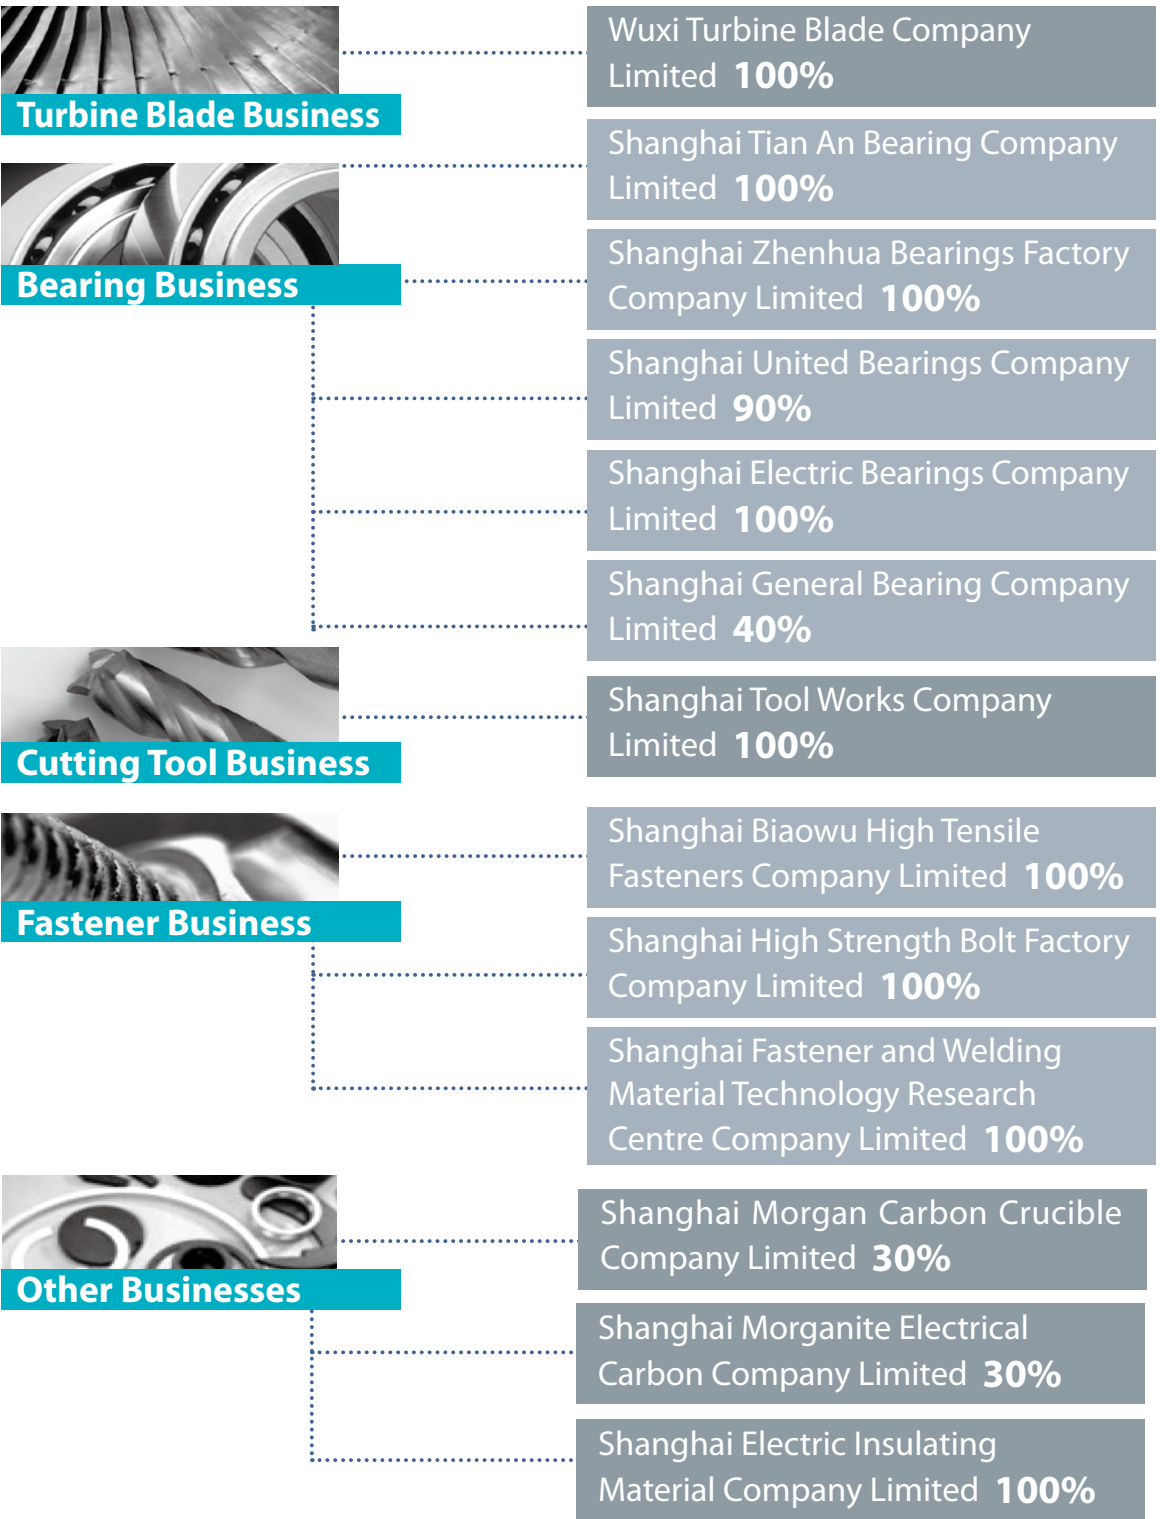 Turbine Blade Business
Wuxi Turbine Blade Company
Limited 100%
Bearing Business
Shanghai Tian An Bearing Company
Limited 100%
Shanghai Zhenhua Bearings Factory
Company Limited 100%
Shanghai United Bearings Company
Limited 90%
Shanghai Electric Bearings Company
Limited 100%
Shanghai General Bearing Company
Limited 40%
Cutting Tool Business
Shanghai Tool Works Company
Limited 100%
Fastener Business
Shanghai Biaowu High Tensile
Fasteners Company Limited 100%
Shanghai High Strength Bolt Factory
Company Limited 100%
Shanghai Fastener and Welding
Material Technology Research
Centre Company Limited 100%
Other Businesses
Shanghai Morgan Carbon Crucible
Company Limited 30%
Shanghai Morganite Electrical
Carbon Company Limited 30%
Shanghai Electric Insulating
Material Company Limited 100%